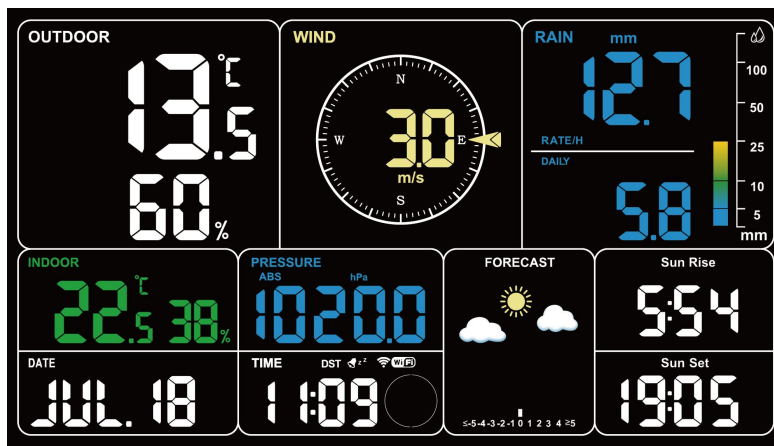 OUTDOOR
13.5 ℃
60 %
WIND
N
W 3.0 E
m/s
S
RAIN mm
12.7
RATE/H
DAILY
5.8
100
50
25
10
5
mm
INDOOR
22.5 ℃ 38%
PRESSURE
ABS hPa
1020.0
FORECAST
≤-5-4-3-2-1 0 1 2 3 4 ≥5
Sun Rise
5:54
DATE
JUL. 18
TIME DST zz WiFi
11:09
Sun Set
19:05